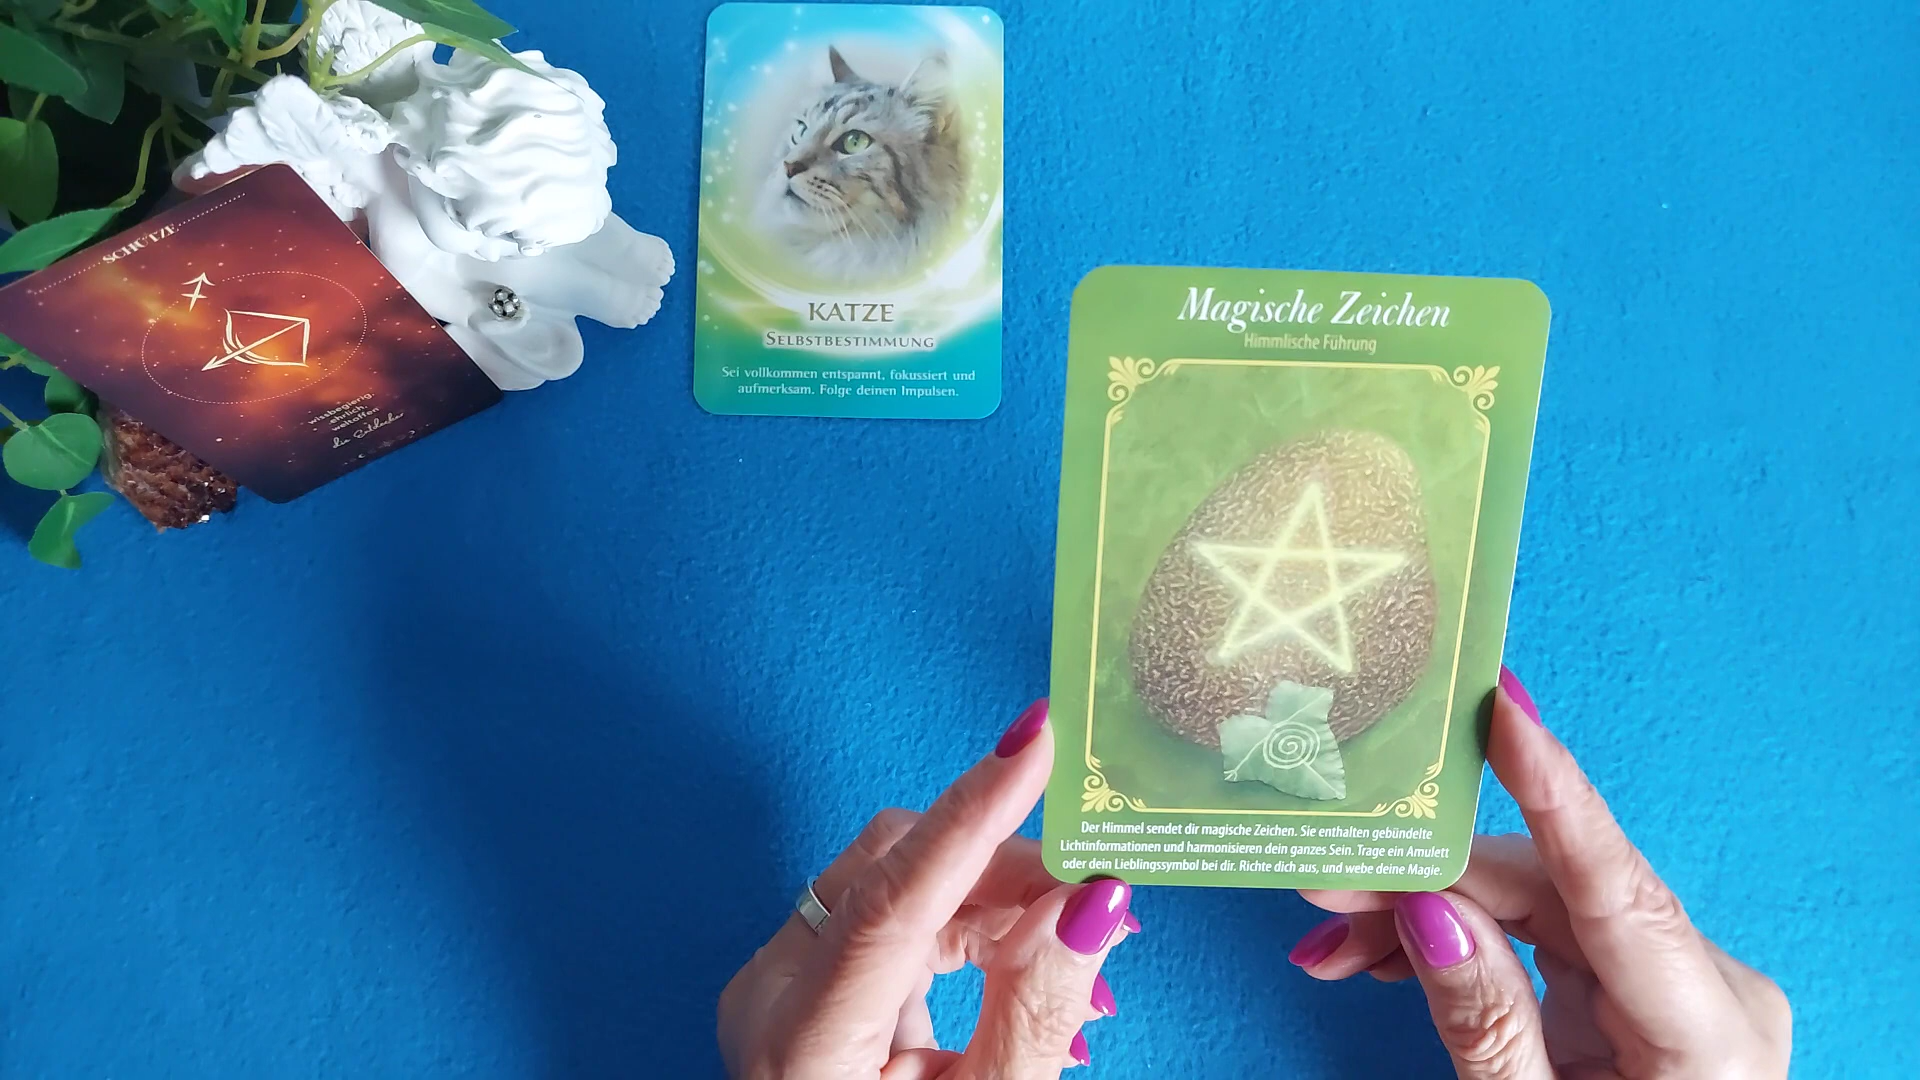 SCHÜTZE
wissbegierig,
ehrlich,
weltoffen
die Entdecker
KATZE
SELBSTBESTIMMUNG
Sei vollkommen entspannt, fokussiert und
aufmerksam. Folge deinen Impulsen.
Magische Zeichen
Himmlische Führung
Der Himmel sendet dir magische Zeichen. Sie enthalten gebündelte
Lichtinformationen und harmonisieren dein ganzes Sein. Trage ein Amulett
oder dein Lieblingssymbol bei dir. Richte dich aus, und webe deine Magie.